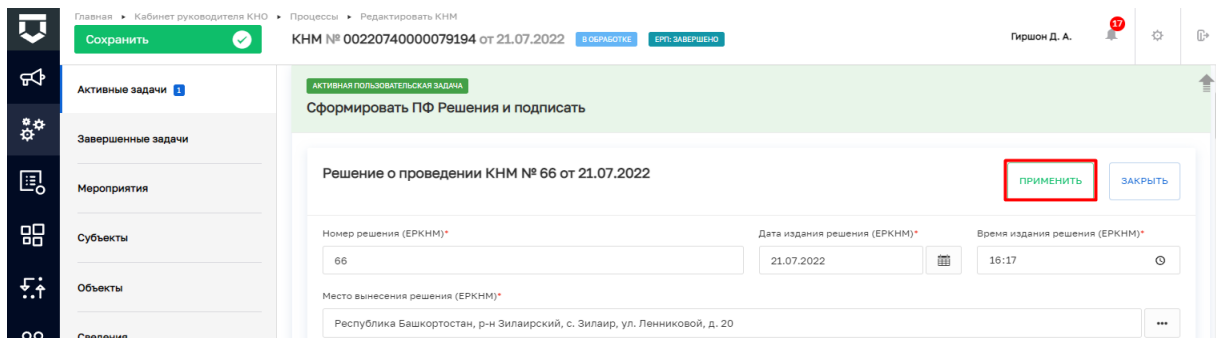 Главная ▸ Кабинет руководителя КНО ▸ Процессы ▸ Редактировать КНМ
Сохранить
КНМ № 00220740000079194 от 21.07.2022 В ОБРАБОТКЕ ЕРП: ЗАВЕРШЕНО
Гиршон Д. А.
17
Активные задачи 1
Завершенные задачи
Мероприятия
Субъекты
Объекты
Сведения
АКТИВНАЯ ПОЛЬЗОВАТЕЛЬСКАЯ ЗАДАЧА
Сформировать ПФ Решения и подписать
Решение о проведении КНМ № 66 от 21.07.2022
ПРИМЕНИТЬ
ЗАКРЫТЬ
Номер решения (ЕРКНМ)* Дата издания решения (ЕРКНМ)* Время издания решения (ЕРКНМ)*
66 21.07.2022 16:17
Место вынесения решения (ЕРКНМ)*
Республика Башкортостан, р-н Зилаирский, с. Зилаир, ул. Ленниковой, д. 20